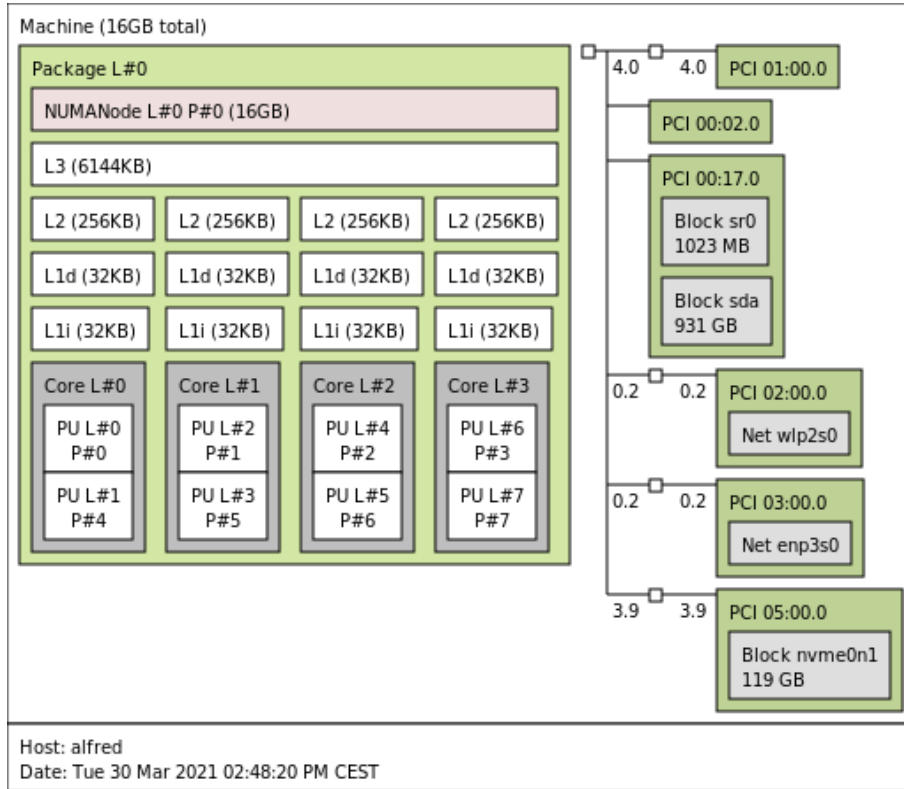 Machine (16GB total)
Package L#0
NUMANode L#0 P#0 (16GB)
L3 (6144KB)
L2 (256KB) L2 (256KB) L2 (256KB) L2 (256KB)
L1d (32KB) L1d (32KB) L1d (32KB) L1d (32KB)
L1i (32KB) L1i (32KB) L1i (32KB) L1i (32KB)
Core L#0 Core L#1 Core L#2 Core L#3
PU L#0 PU L#2 PU L#4 PU L#6
P#0 P#1 P#2 P#3
PU L#1 PU L#3 PU L#5 PU L#7
P#4 P#5 P#6 P#7
4.0 4.0 PCI 01:00.0
PCI 00:02.0
PCI 00:17.0
Block sr0
1023 MB
Block sda
931 GB
0.2 0.2 PCI 02:00.0
Net wlp2s0
0.2 0.2 PCI 03:00.0
Net enp3s0
3.9 3.9 PCI 05:00.0
Block nvme0n1
119 GB
Host: alfred
Date: Tue 30 Mar 2021 02:48:20 PM CEST